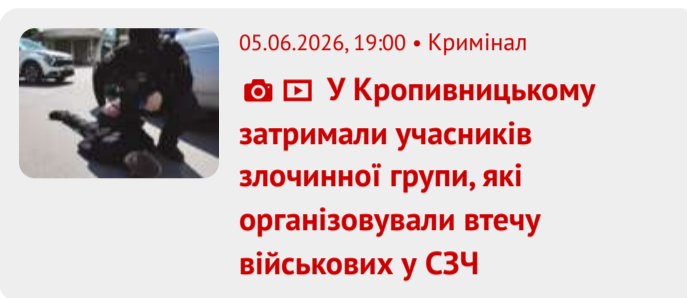 05.06.2026, 19:00 • Кримінал
У Кропивницькому
затримали учасників
злочинної групи, які
організовували втечу
військових у СЗЧ